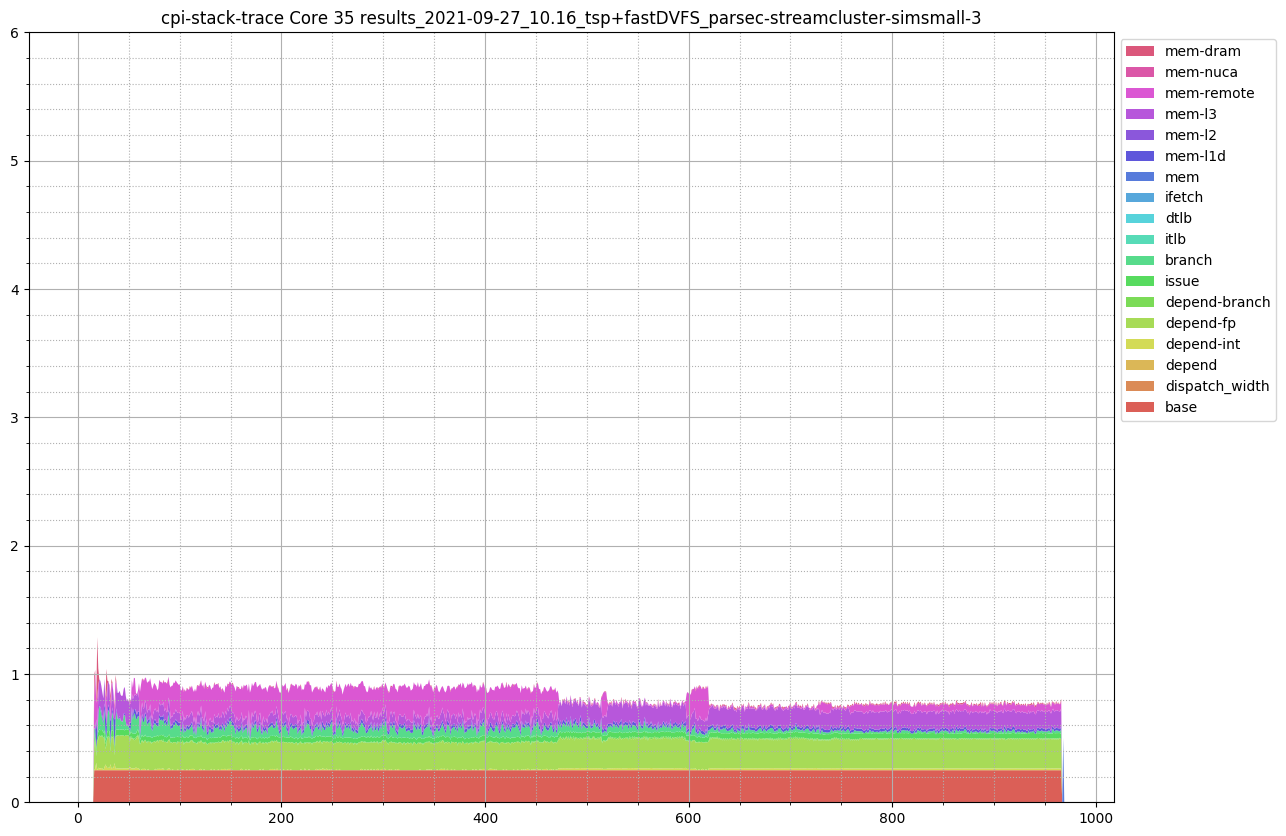 cpi-stack-trace Core 35 results_2021-09-27_10.16_tsp+fastDVFS_parsec-streamcluster-simsmall-3
6
5
4
3
2
1
0
0 200 400 600 800 1000
mem-dram
mem-nuca
mem-remote
mem-l3
mem-l2
mem-l1d
mem
ifetch
dtlb
itlb
branch
issue
depend-branch
depend-fp
depend-int
depend
dispatch_width
base